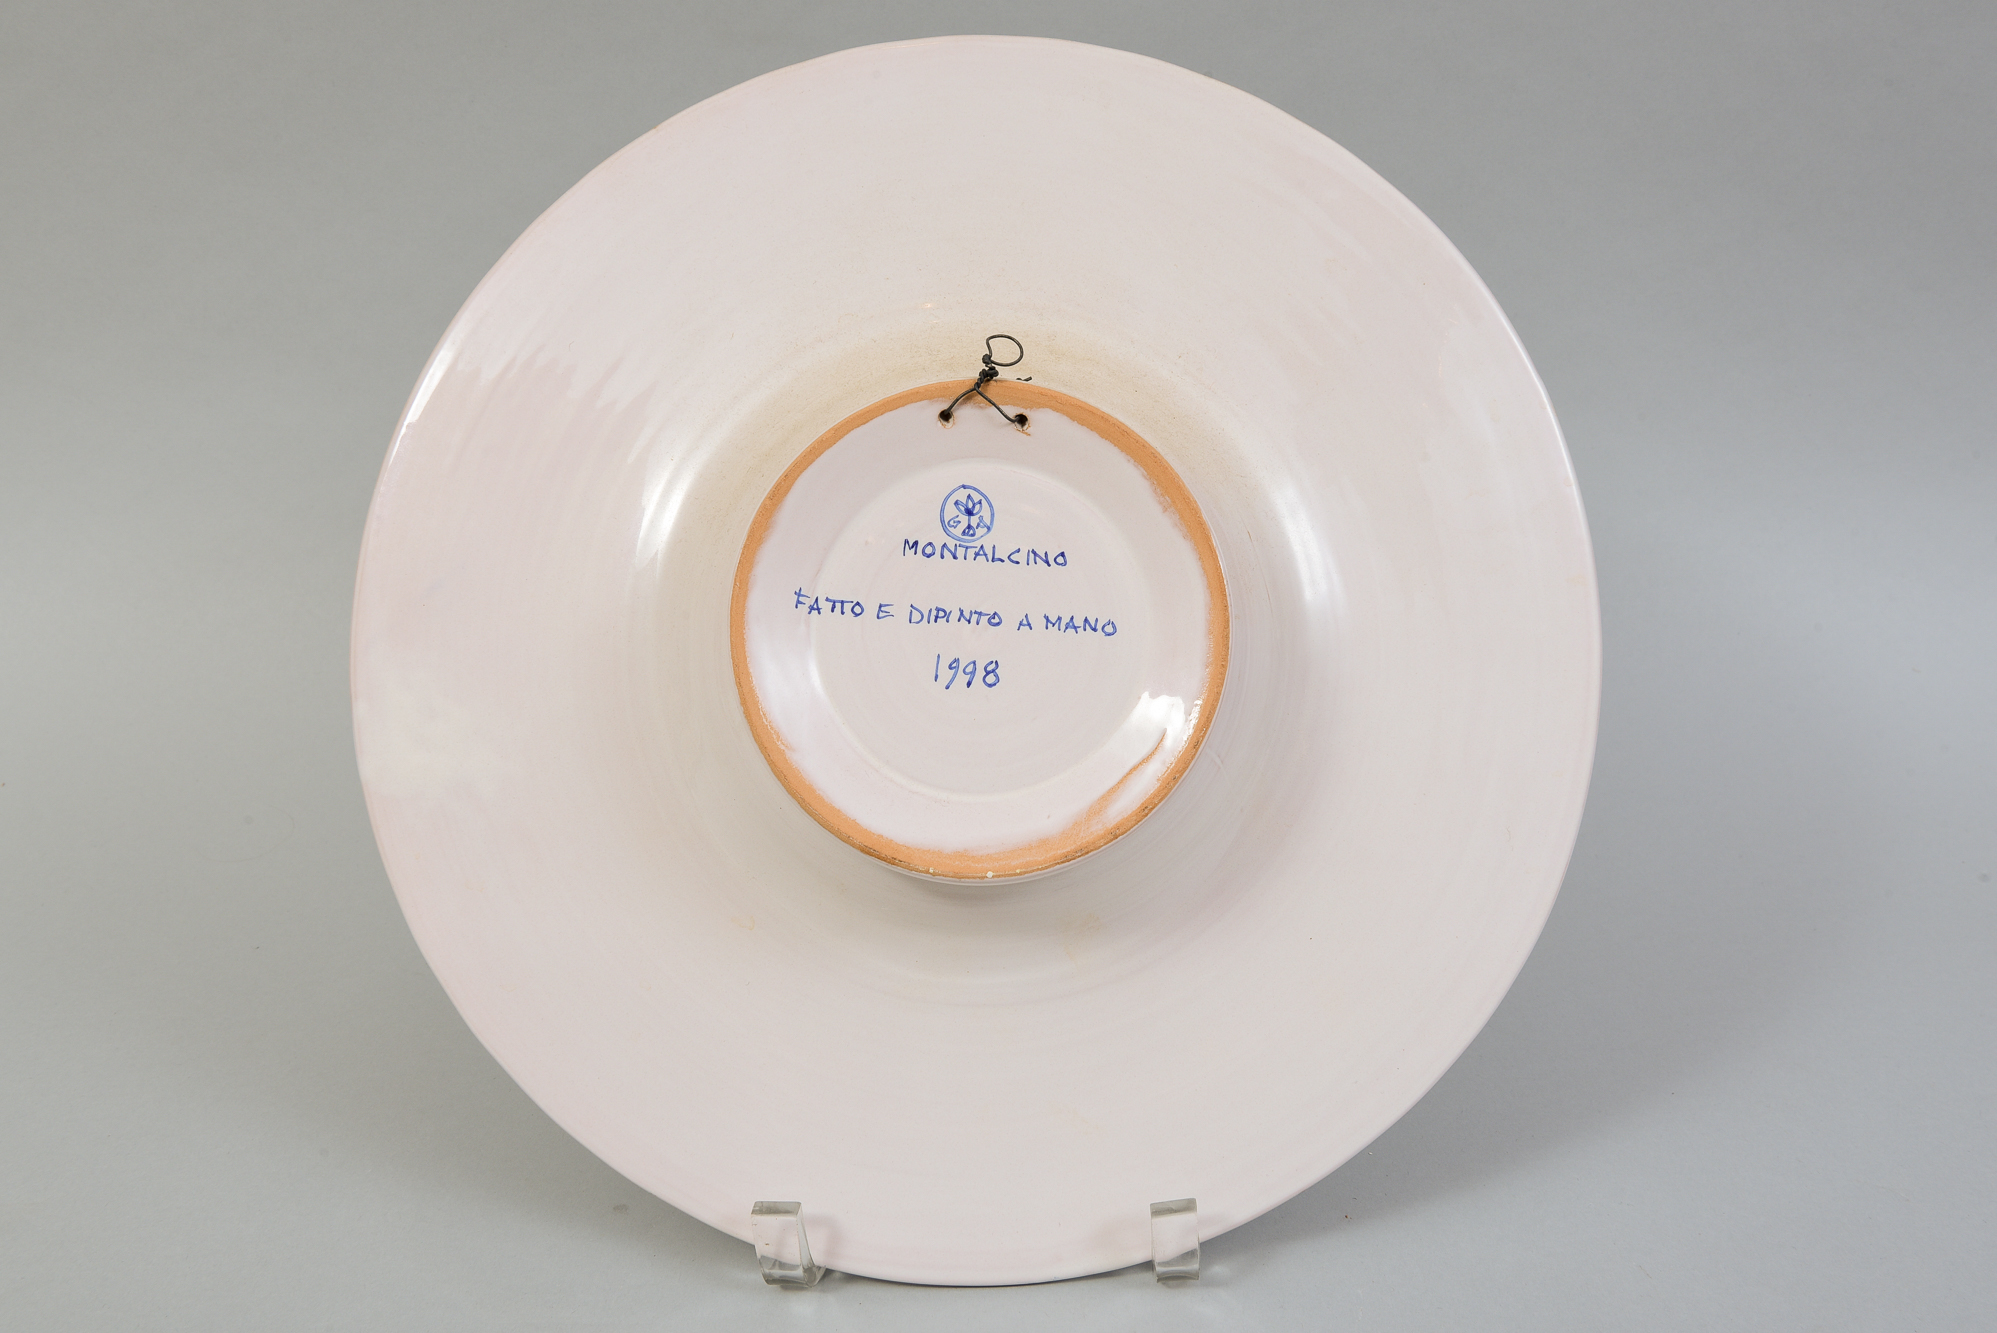 MONTALCINO
FATTO E DIPINTO A MANO
1998